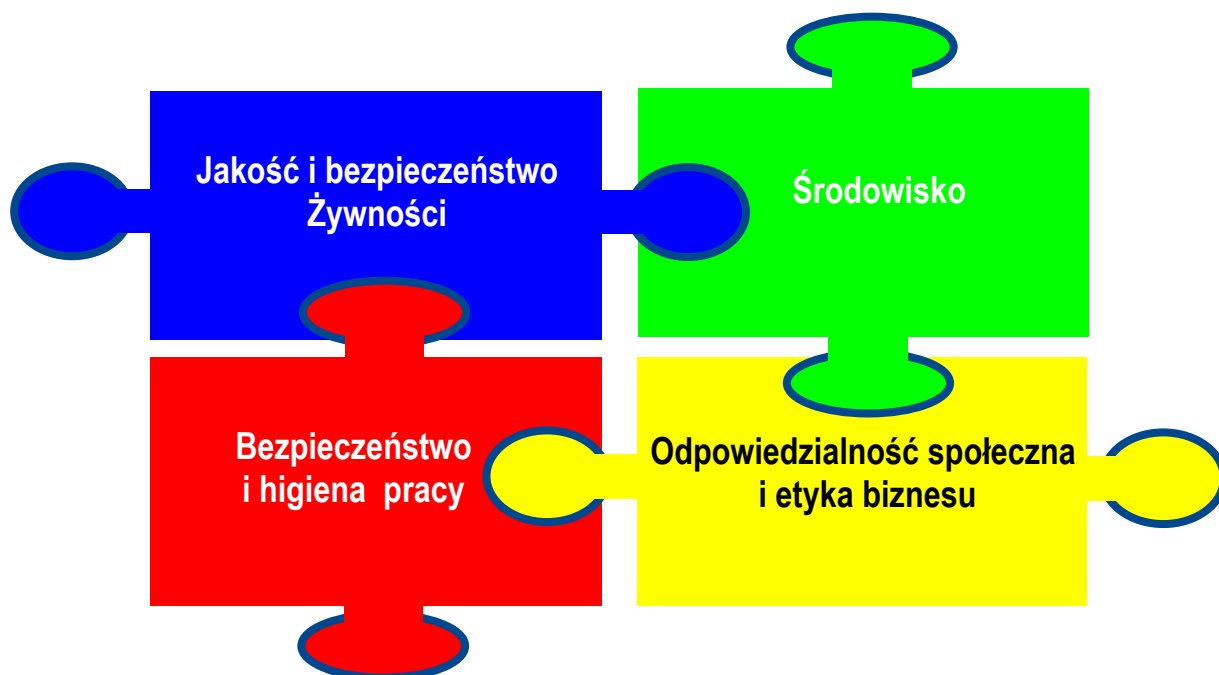 Jakość i bezpieczeństwo
Żywności
Środowisko
Bezpieczeństwo
i higiena  pracy
Odpowiedzialność społeczna
i etyka biznesu